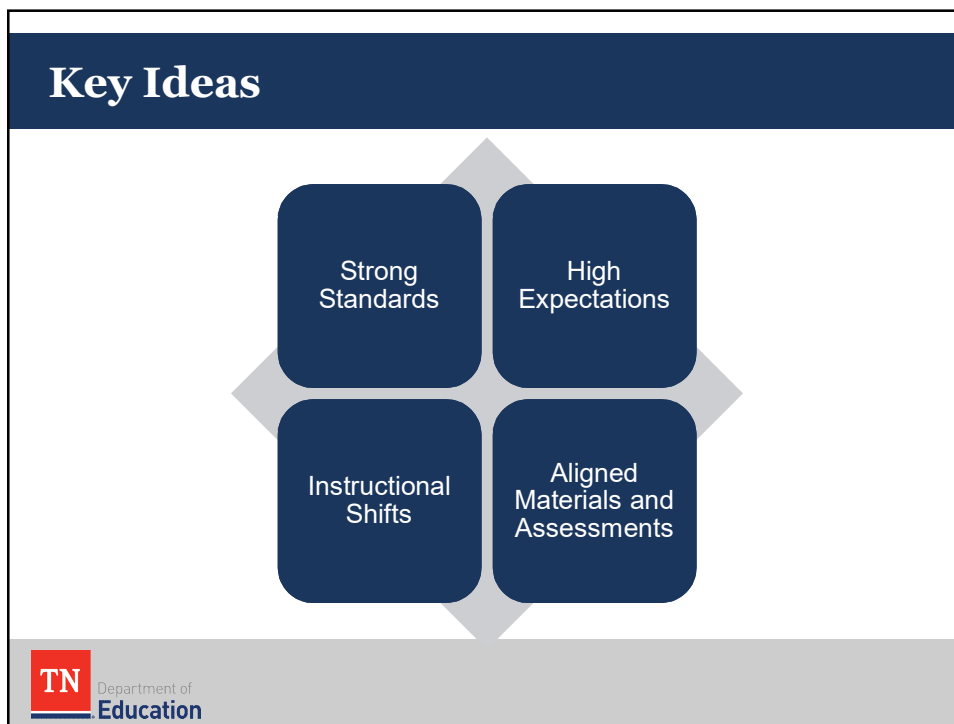 Key Ideas
Strong
Standards
High
Expectations
Instructional
Shifts
Aligned
Materials and
Assessments
TN
Department of
Education